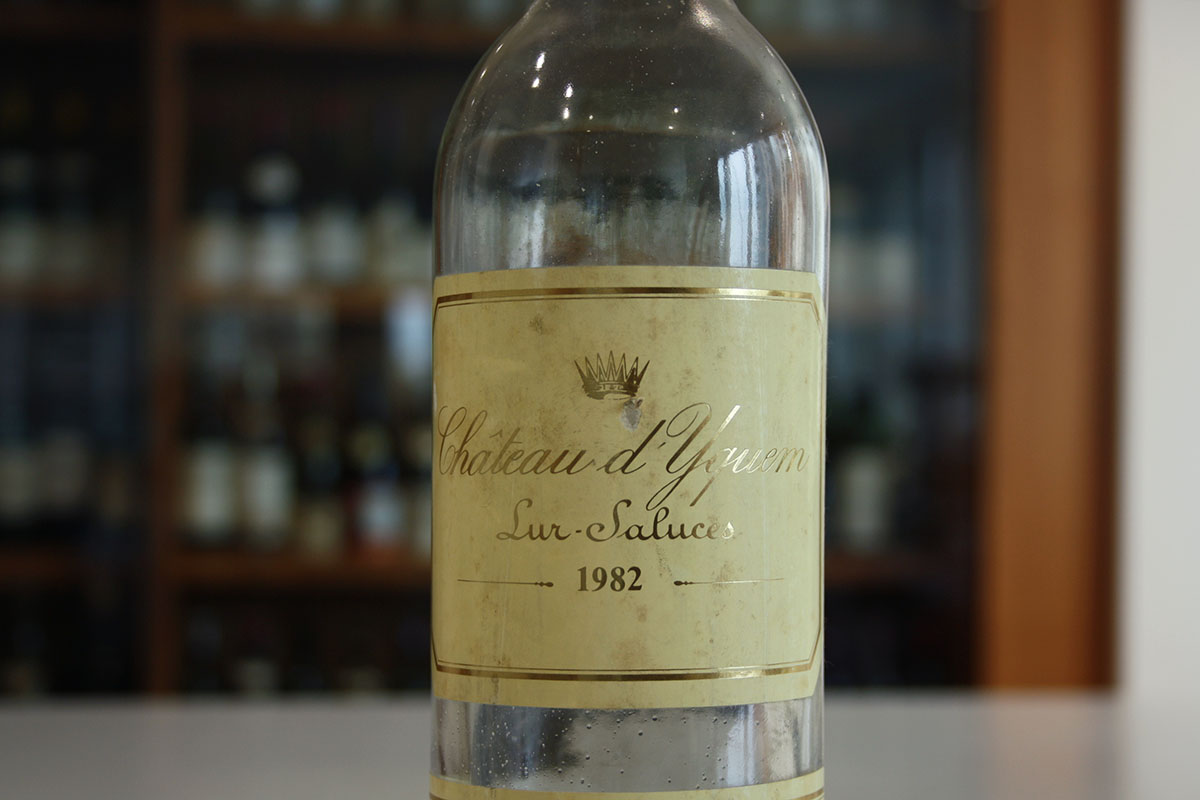 Château d'Yquem
Lur-Saluces
1982